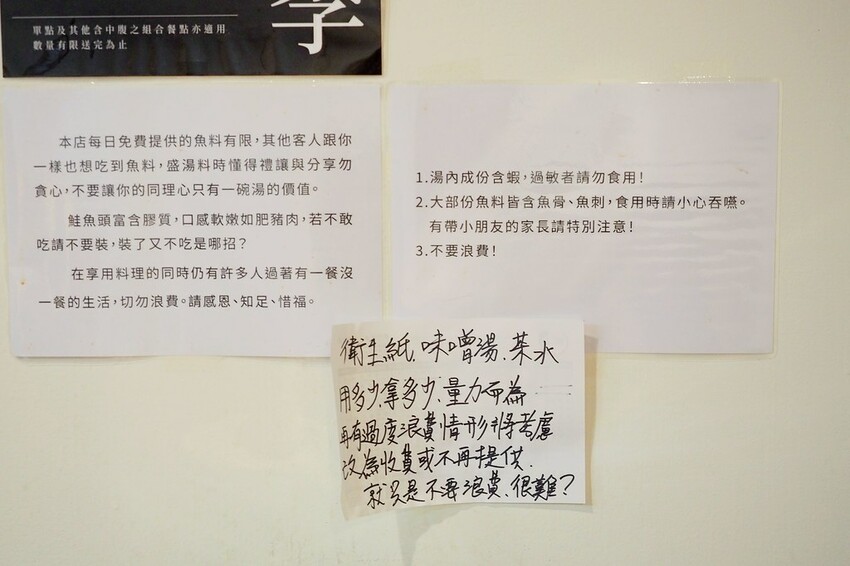 季
單點及其他含中腹之組合餐點亦適用
數量有限送完為止
本店每日免費提供的魚料有限，其他客人跟你
一樣也想吃到魚料，盛湯料時懂得禮讓與分享勿
貪心，不要讓你的同理心只有一碗湯的價值。
鮭魚頭富含膠質，口感軟嫩如肥豬肉，若不敢
吃請不要裝，裝了又不吃是哪招？
在享用料理的同時仍有許多人過著有一餐沒
一餐的生活，切勿浪費。請感恩、知足、惜福。
1.湯內成份含蝦，過敏者請勿食用！
2.大部份魚料皆含魚骨、魚刺，食用時請小心吞嚥。
有帶小朋友的家長請特別注意！
3.不要浪費！
衛生紙、味噌湯、茶水
用多少、拿多少、量力而為
再有過度浪費情形將考慮
改為收費或不再提供.
就只是不要浪費、很難？